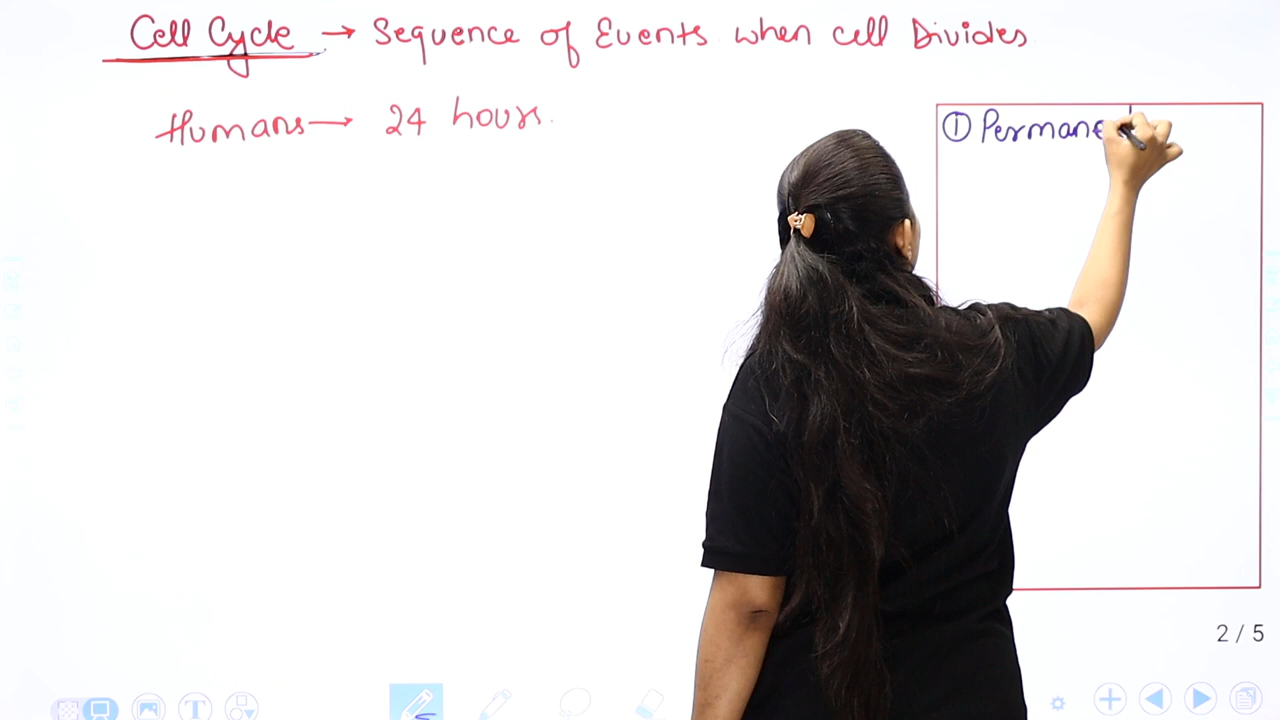 Cell Cycle → Sequence of Events when cell Divides
Humans → 24 hours.
① Permane
2 / 5